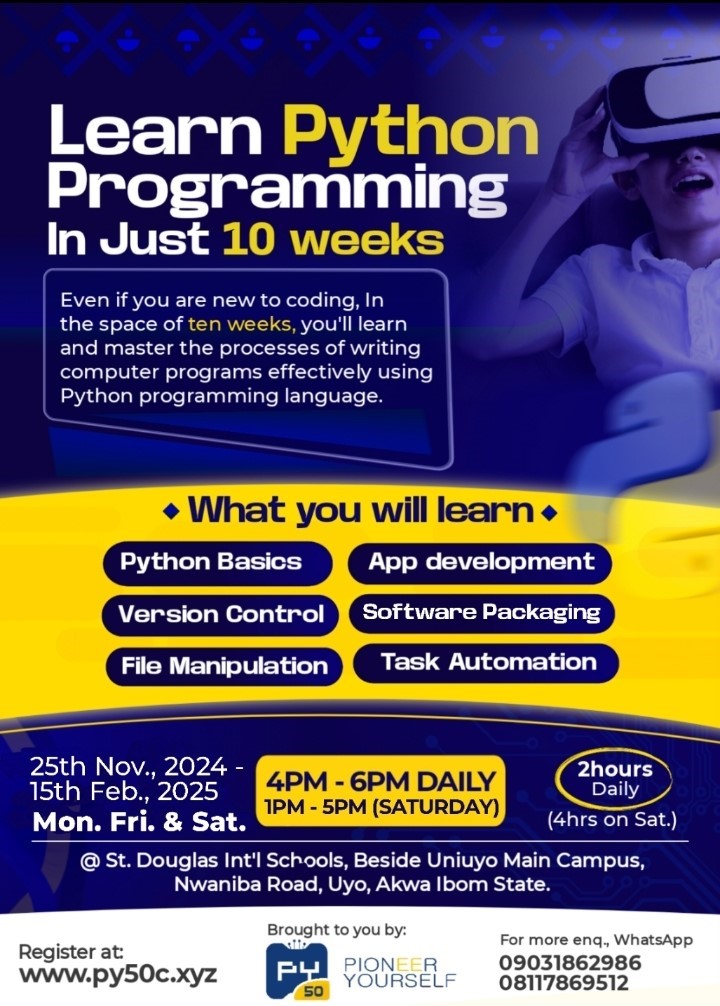 Learn Python
Programming
In Just 10 weeks
Even if you are new to coding, In
the space of ten weeks, you'll learn
and master the processes of writing
computer programs effectively using
Python programming language.
What you will learn
Python Basics
App development
Version Control
Software Packaging
File Manipulation
Task Automation
25th Nov., 2024 -
15th Feb., 2025
Mon. Fri. & Sat.
4PM - 6PM DAILY
1PM - 5PM (SATURDAY)
2hours
Daily
(4hrs on Sat.)
@ St. Douglas Int'l Schools, Beside Uniuyo Main Campus,
Nwaniba Road, Uyo, Akwa Ibom State.
Register at:
www.py50c.xyz
Brought to you by:
PY
50
PIONEER
YOURSELF
For more enq., WhatsApp
09031862986
08117869512